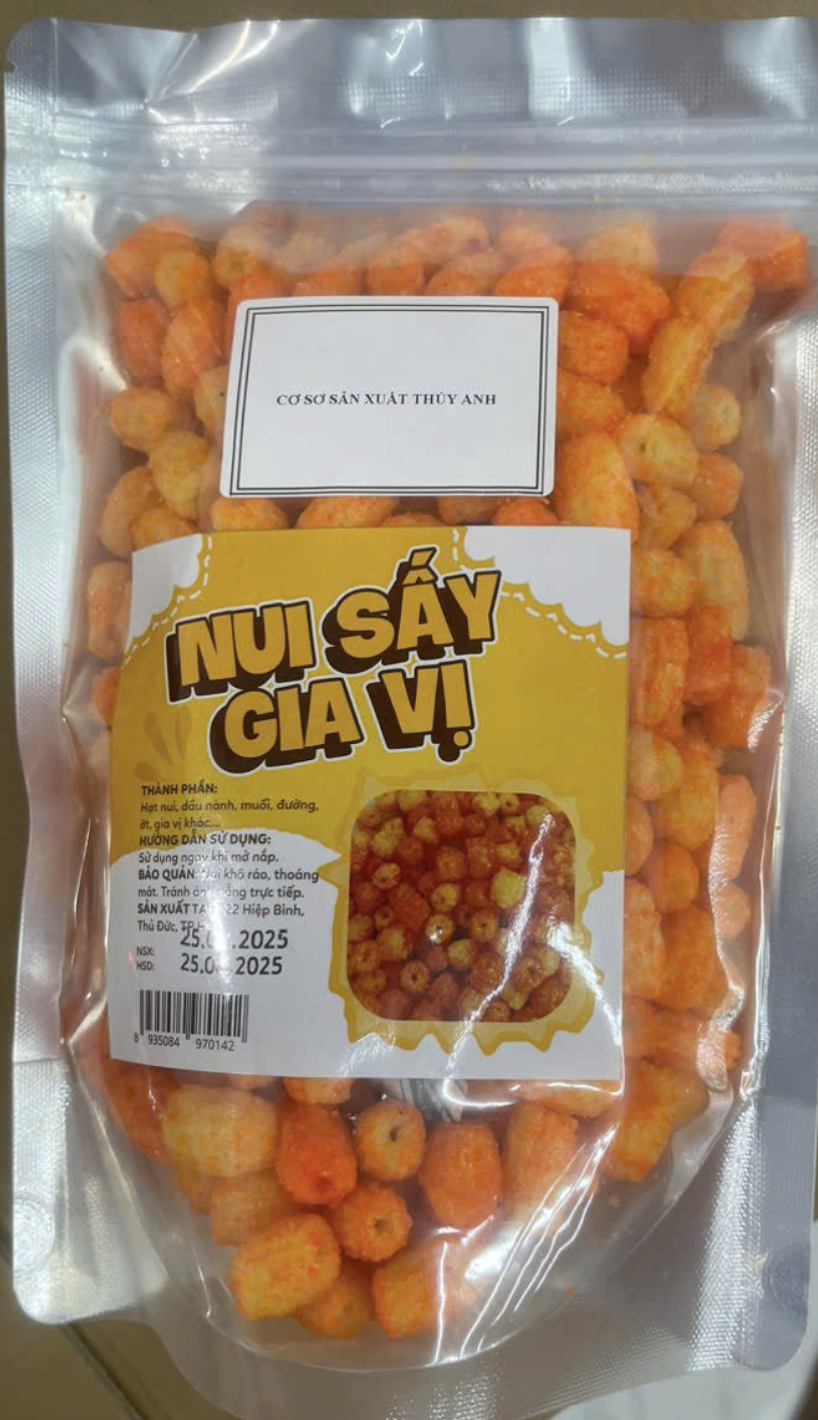 CƠ SƠ SẢN XUẤT THÚY ANH
NUI SẤY
GIA VỊ
THÀNH PHẦN:
Hạt nui, dầu nành, muối, đường,
ớt, gia vị khác...
HƯỚNG DẪN SỬ DỤNG:
Sử dụng ngay khi mở nắp.
BẢO QUẢN: khô ráo, thoáng
mát. Tránh trực tiếp.
SẢN XUẤT 22 Hiệp Bình,
Thủ Đức,
NSX: 2025
HSD: 2025
8 935084 970142